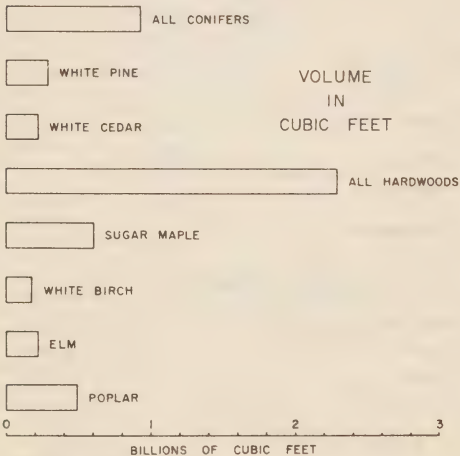 ALL CONIFERS
WHITE PINE
VOLUME
IN
CUBIC FEET
WHITE CEDAR
ALL HARDWOODS
SUGAR MAPLE
WHITE BIRCH
ELM
POPLAR
0 1 2 3
BILLIONS OF CUBIC FEET